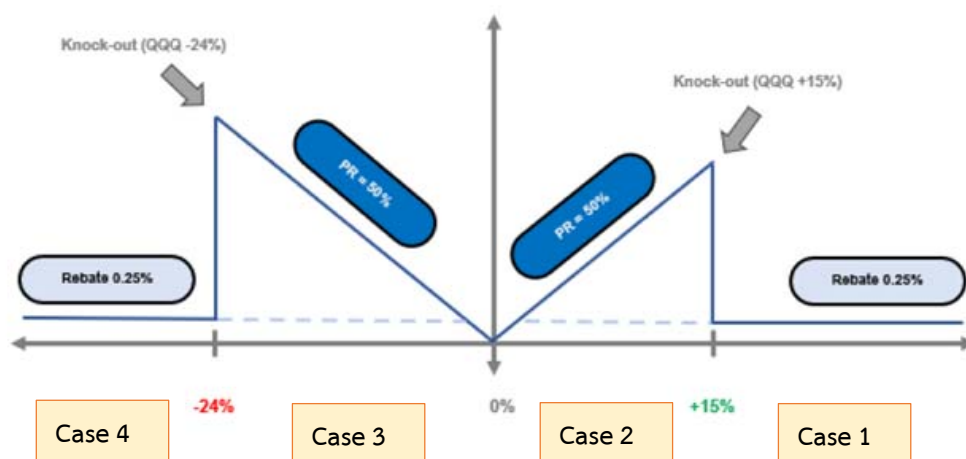 Knock-out (QQQ -24%)
Knock-out (QQQ +15%)
PR = 50%
PR = 50%
Rebate 0.25%
Rebate 0.25%
-24%
0%
+15%
Case 4
Case 3
Case 2
Case 1